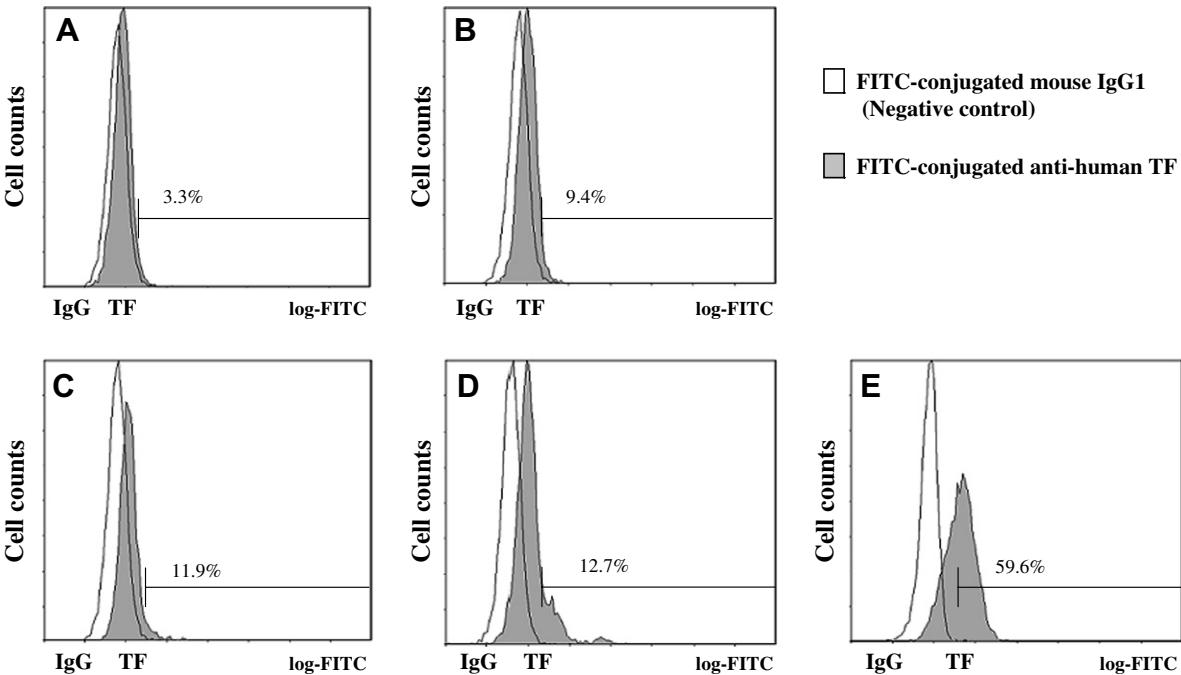 A
Cell counts
3.3%
IgG TF log-FITC
B
Cell counts
9.4%
IgG TF log-FITC
FITC-conjugated mouse IgG1
(Negative control)
FITC-conjugated anti-human TF
C
Cell counts
11.9%
IgG TF log-FITC
D
Cell counts
12.7%
IgG TF log-FITC
E
Cell counts
59.6%
IgG TF log-FITC